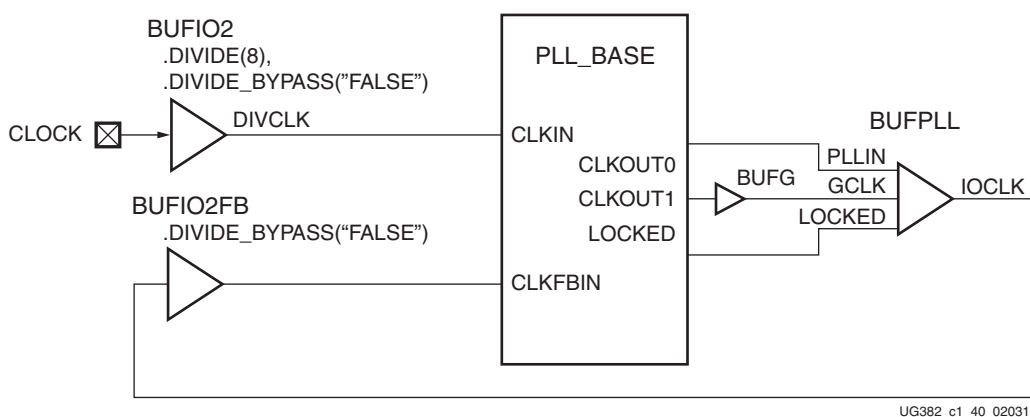 BUFIO2
.DIVIDE(8),
.DIVIDE_BYPASS(”FALSE”)
PLL_BASE
CLOCK
DIVCLK
CLKIN
BUFPLL
CLKOUT0
PLLIN
BUFG
GCLK
IOCLK
CLKOUT1
LOCKED
LOCKED
BUFIO2FB
.DIVIDE_BYPASS(“FALSE”)
CLKFBIN
UG382_c1_40_02031